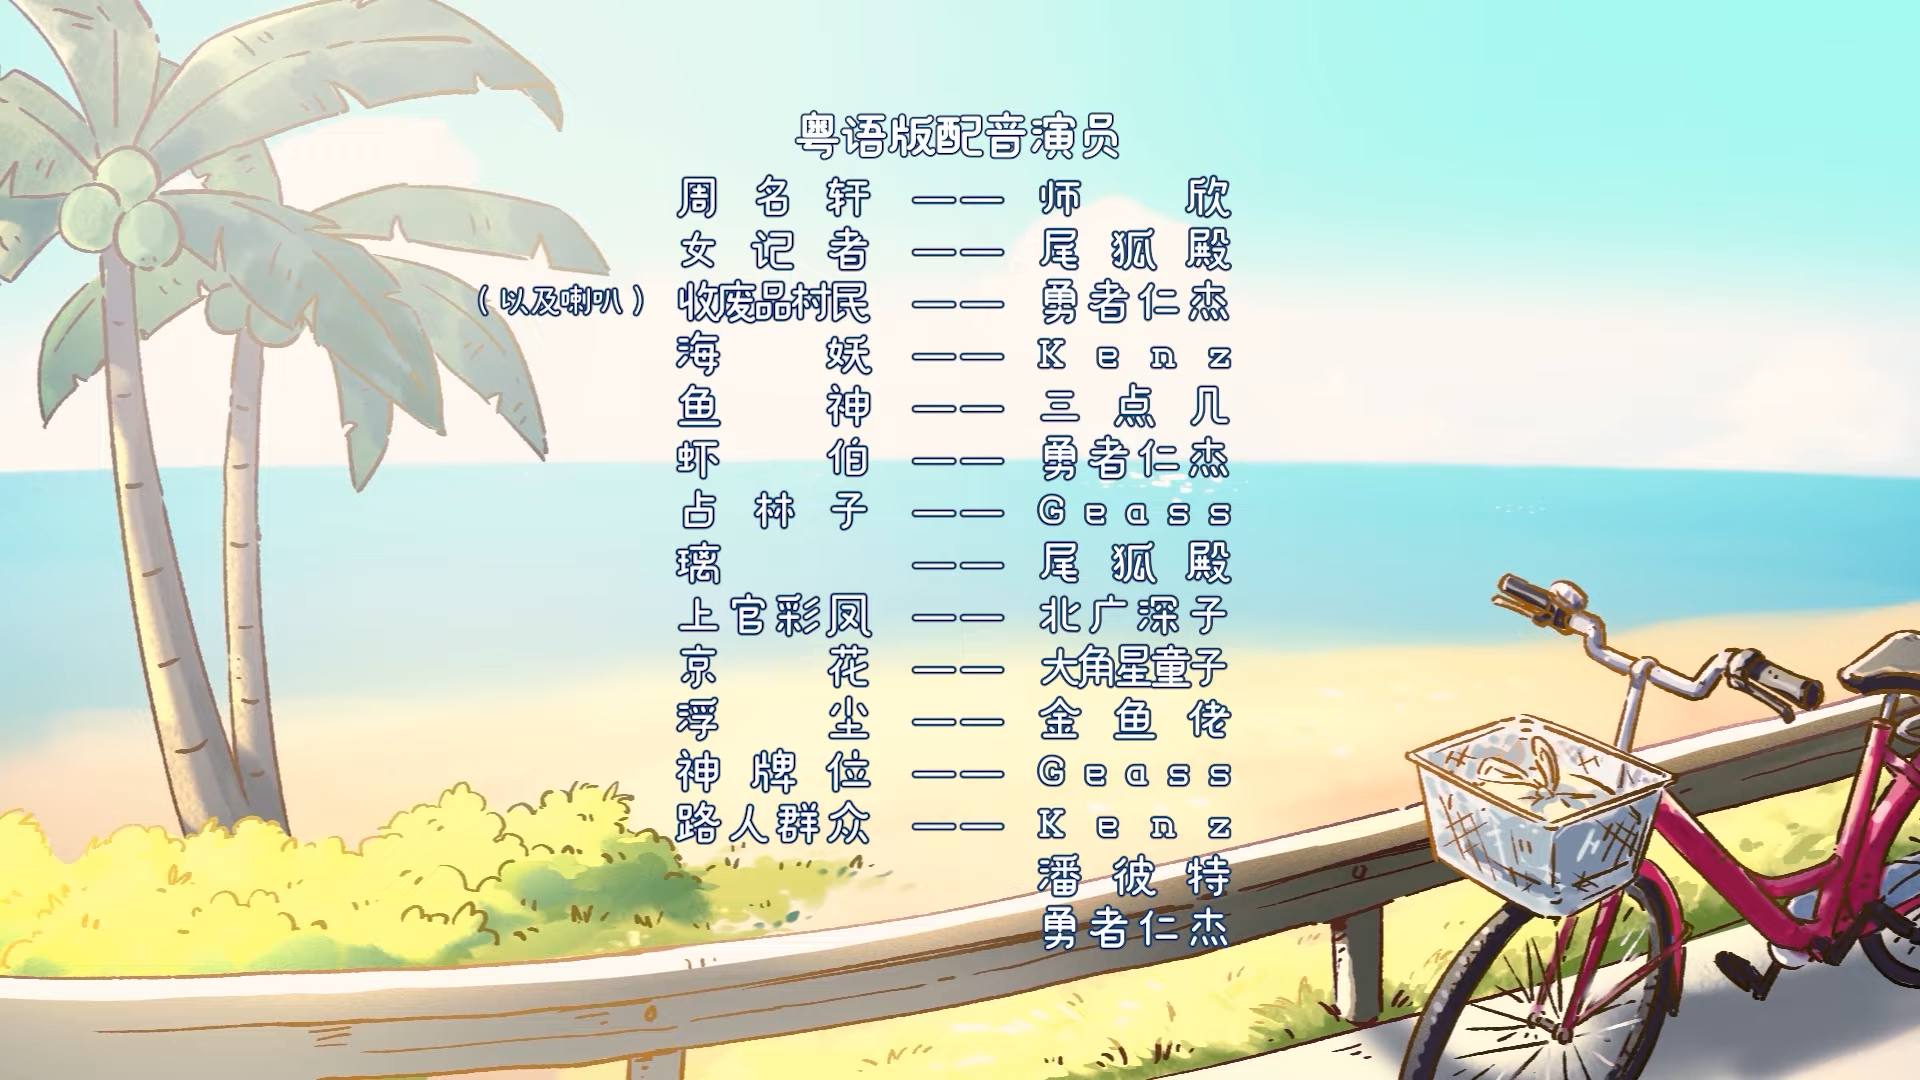 粤语版配音演员
周名轩 —— 师欣
女记者 —— 尾狐殿
（以及喇叭）收废品村民 —— 勇者仁杰
海妖 —— Kenz
鱼神 —— 三点几
虾伯 —— 勇者仁杰
占林子 —— Geass
璃 —— 尾狐殿
上官彩凤 —— 北广深子
京花 —— 大角星童子
浮尘 —— 金鱼佬
神牌位 —— Geass
路人群众 —— Kenz
潘彼特
勇者仁杰